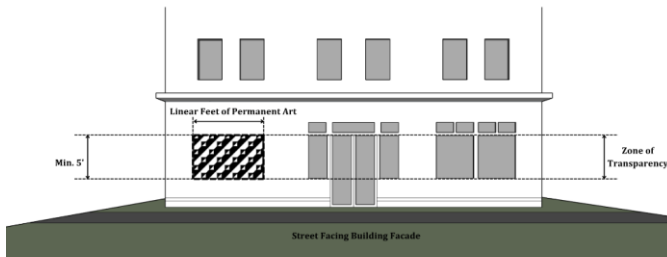 Linear Feet of Permanent Art
Min. 5'
Zone of
Transparency
Street Facing Building Facade